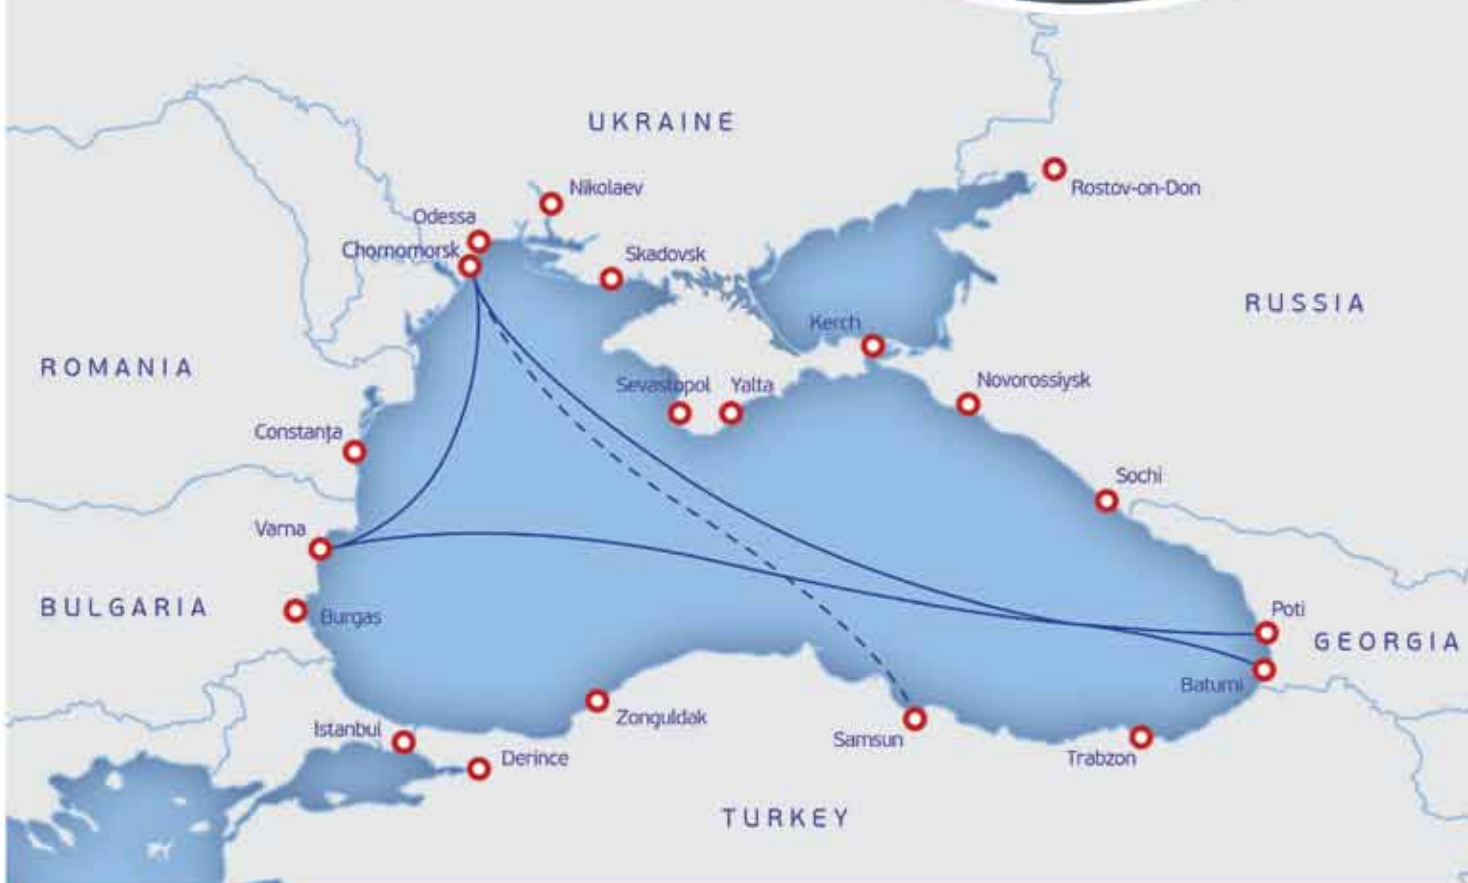 UKRAINE
Nikolaev
Rostov-on-Don
Odessa
Chornomorsk
Skadovsk
RUSSIA
Kerch
ROMANIA
Sevastopol
Yalta
Novorossiysk
Constanţa
Sochi
Varna
BULGARIA
Burgas
Poti
GEORGIA
Batumi
Istanbul
Zonguldak
Samsun
Derince
Trabzon
TURKEY